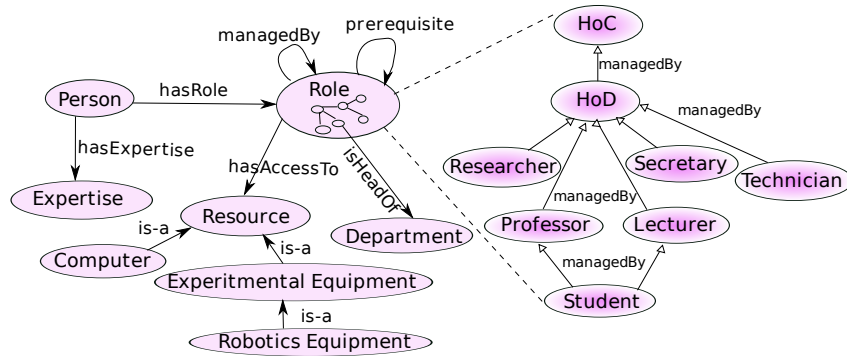 prerequisite
managedBy
HoC
managedBy
Role
Person
hasRole
HoD
managedBy
hasExpertise
hasAccessTo
isHeadOf
Researcher
Secretary
Technician
managedBy
Expertise
Resource
Professor
Lecturer
is-a
Department
Computer
is-a
managedBy
Experitmental Equipment
Student
is-a
Robotics Equipment